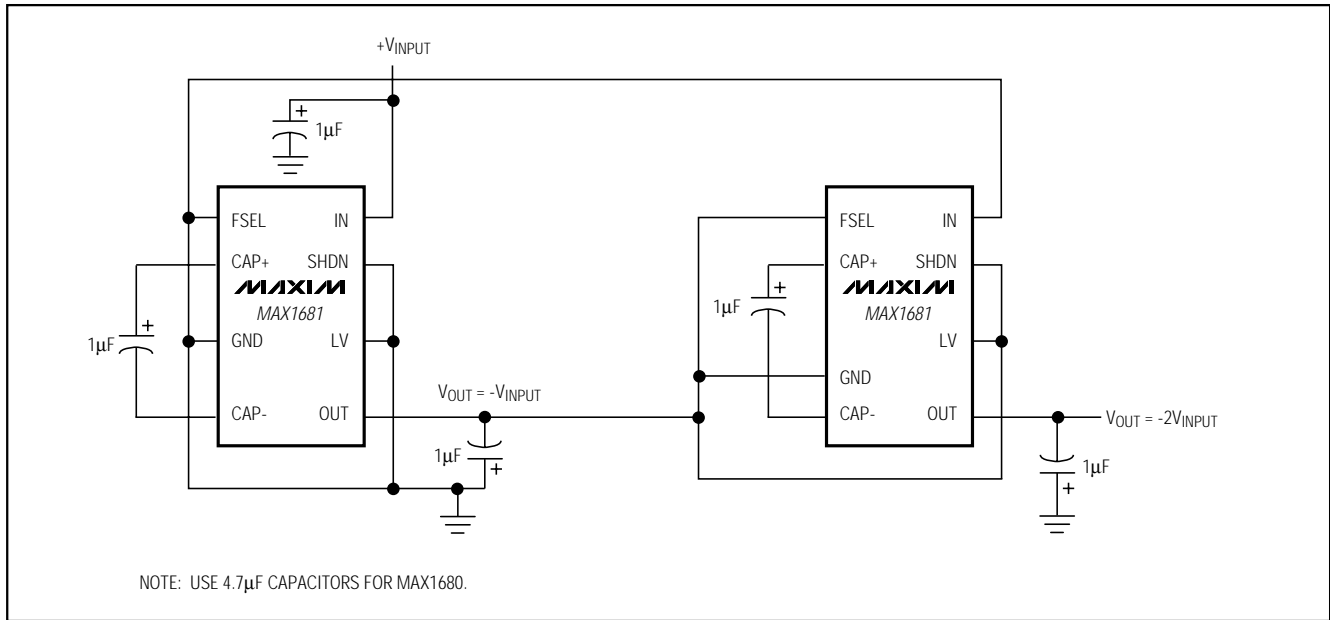 +VINPUT
+
1µF
FSEL IN
CAP+ SHDN
MAXIM
MAX1681
GND LV
CAP- OUT
+
1µF
VOUT = -VINPUT
1µF
+
FSEL IN
CAP+ SHDN
MAXIM
MAX1681
LV
GND
CAP- OUT
+
1µF
VOUT = -2VINPUT
1µF
+
NOTE: USE 4.7µF CAPACITORS FOR MAX1680.